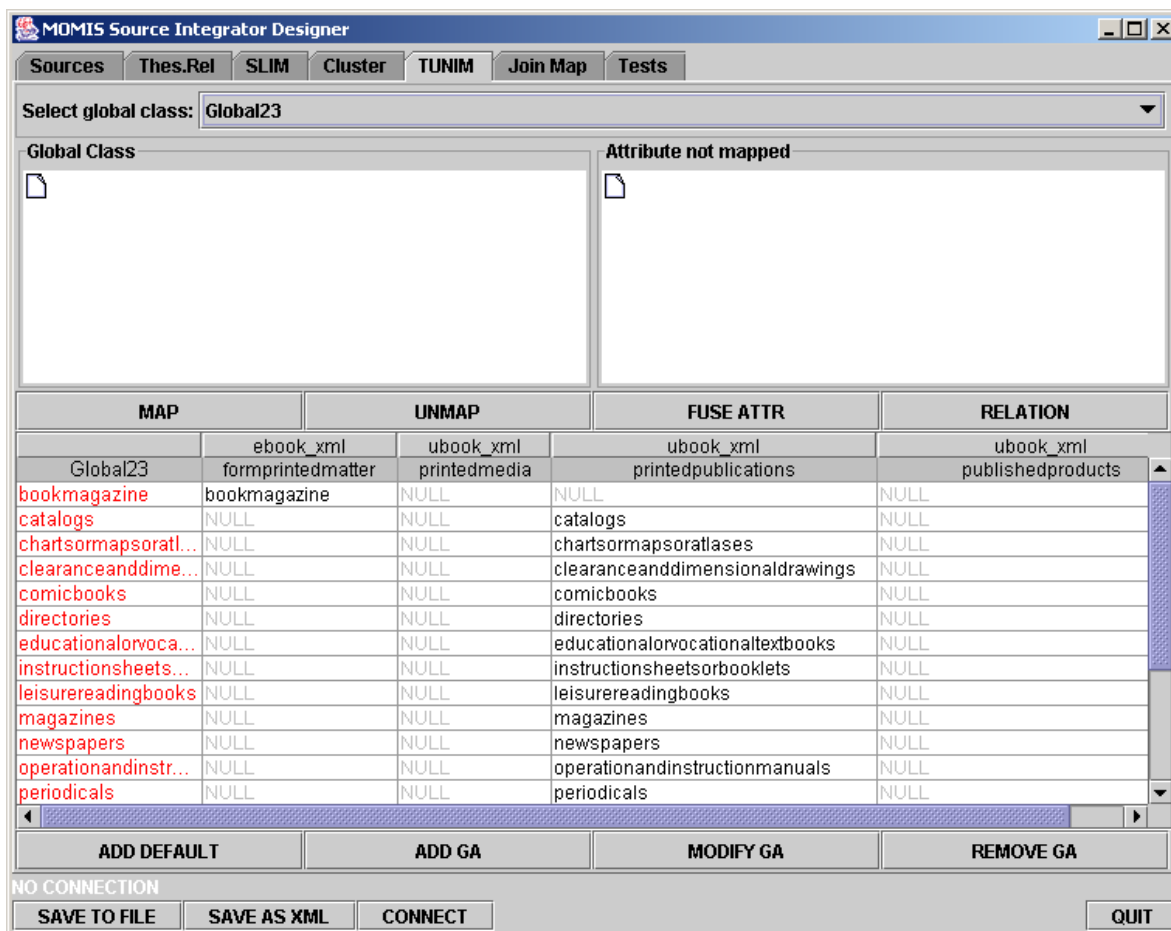 MOMIS Source Integrator Designer
Sources Thes.Rel SLIM Cluster TUNIM Join Map Tests
Select global class: Global23
Global Class Attribute not mapped
MAP UNMAP FUSE ATTR RELATION
ebook_xml ubook_xml ubook_xml ubook_xml
Global23 formprintedmatter printedmedia printedpublications publishedproducts
bookmagazine bookmagazine NULL NULL NULL
catalogs NULL NULL catalogs NULL
chartsormapsoratl... NULL NULL chartsormapsoratlases NULL
clearanceanddime... NULL NULL clearanceanddimensionaldrawings NULL
comicbooks NULL NULL comicbooks NULL
directories NULL NULL directories NULL
educationalorvoca... NULL NULL educationalorvocationaltextbooks NULL
instructionsheets... NULL NULL instructionsheetsorbooklets NULL
leisurereadingbooks NULL NULL leisurereadingbooks NULL
magazines NULL NULL magazines NULL
newspapers NULL NULL newspapers NULL
operationandinstr... NULL NULL operationandinstructionmanuals NULL
periodicals NULL NULL periodicals NULL
ADD DEFAULT ADD GA MODIFY GA REMOVE GA
NO CONNECTION
SAVE TO FILE SAVE AS XML CONNECT QUIT